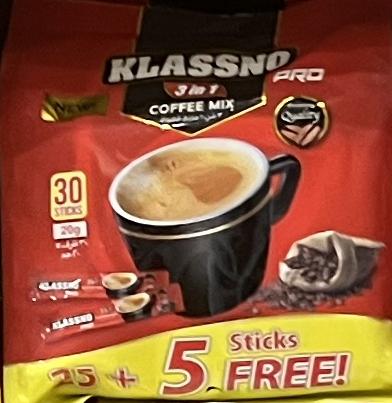 KLASSNO PRO
3 in 1
COFFEE MIX
New!
Quality
30
STICKS
20g
KLASSNO
KLASSNO
25 + 5 Sticks FREE!